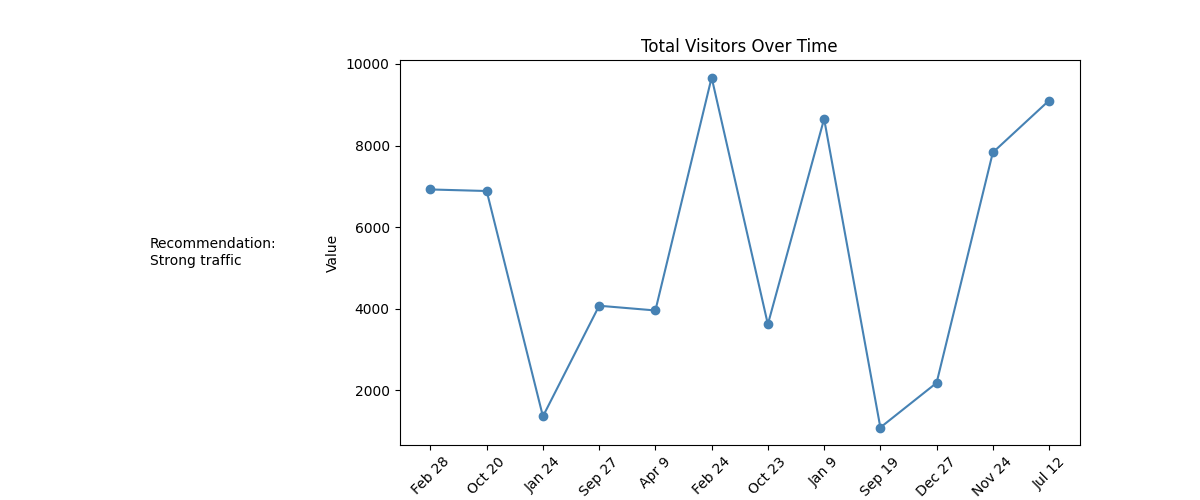 Total Visitors Over Time
10000
8000
6000
4000
2000
Value
Recommendation:
Strong traffic
Feb 28
Oct 20
Jan 24
Sep 27
Apr 9
Feb 24
Oct 23
Jan 9
Sep 19
Dec 27
Nov 24
Jul 12